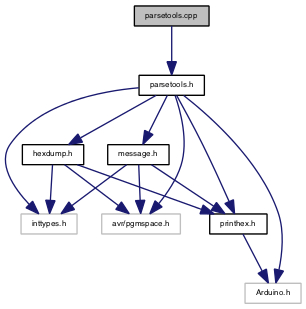 parsetools.cpp
parsetools.h
hexdump.h
message.h
inttypes.h
avr/pgmspace.h
printhex.h
Arduino.h